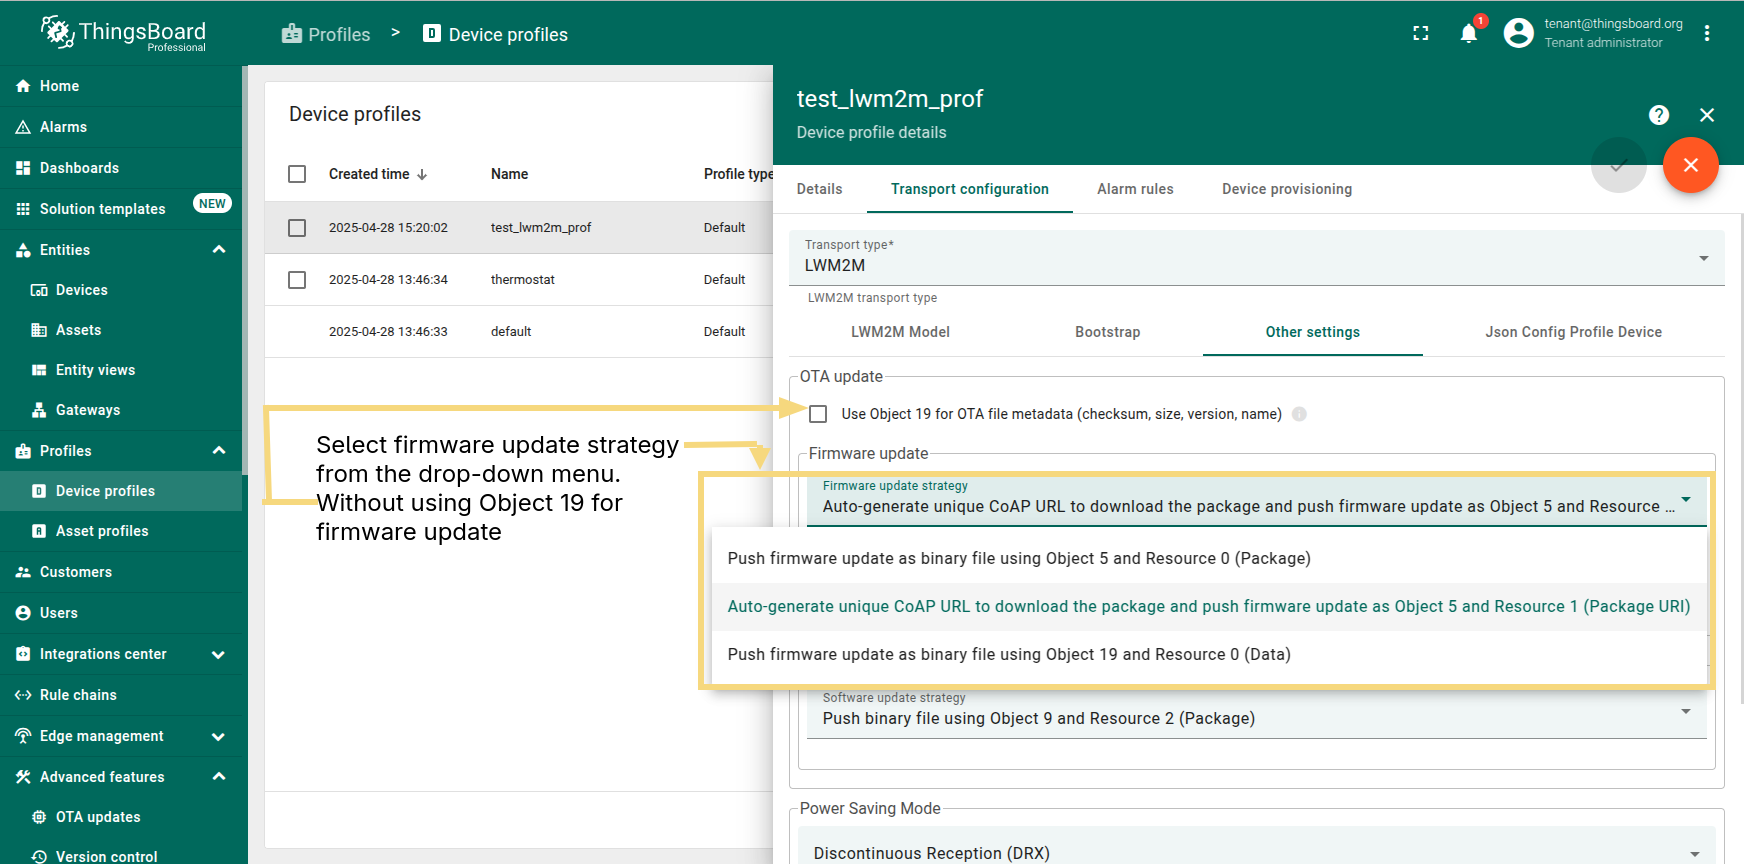 ThingsBoard
Professional
Profiles > Device profiles
1
tenant@thingsboard.org
Tenant administrator
Home
Alarms
Dashboards
Solution templates NEW
Entities
Devices
Assets
Entity views
Gateways
Profiles
Device profiles
Asset profiles
Customers
Users
Integrations center
Rule chains
Edge management
Advanced features
OTA updates
Version control
Device profiles
Created time Name Profile type
2025-04-28 15:20:02 test_lwm2m_prof Default
2025-04-28 13:46:34 thermostat Default
2025-04-28 13:46:33 default Default
Select firmware update strategy
from the drop-down menu.
Without using Object 19 for
firmware update
test_lwm2m_prof
Device profile details
Details Transport configuration Alarm rules Device provisioning
Transport type*
LWM2M
LWM2M transport type
LWM2M Model Bootstrap Other settings Json Config Profile Device
OTA update
Use Object 19 for OTA file metadata (checksum, size, version, name)
Firmware update
Firmware update strategy
Auto-generate unique CoAP URL to download the package and push firmware update as Object 5 and Resource ...
Push firmware update as binary file using Object 5 and Resource 0 (Package)
Auto-generate unique CoAP URL to download the package and push firmware update as Object 5 and Resource 1 (Package URI)
Push firmware update as binary file using Object 19 and Resource 0 (Data)
Software update strategy
Push binary file using Object 9 and Resource 2 (Package)
Power Saving Mode
Discontinuous Reception (DRX)